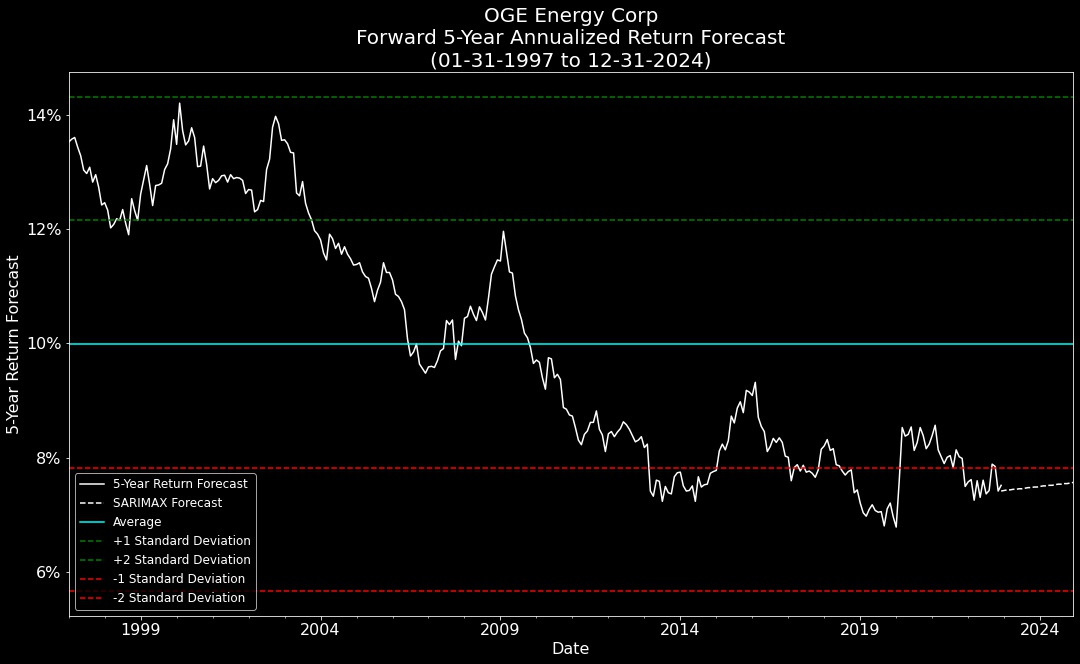 OGE Energy Corp
Forward 5-Year Annualized Return Forecast
(01-31-1997 to 12-31-2024)
5-Year Return Forecast
14%
12%
10%
8%
6%
5-Year Return Forecast
SARIMAX Forecast
Average
+1 Standard Deviation
+2 Standard Deviation
-1 Standard Deviation
-2 Standard Deviation
1999
2004
2009
2014
2019
2024
Date